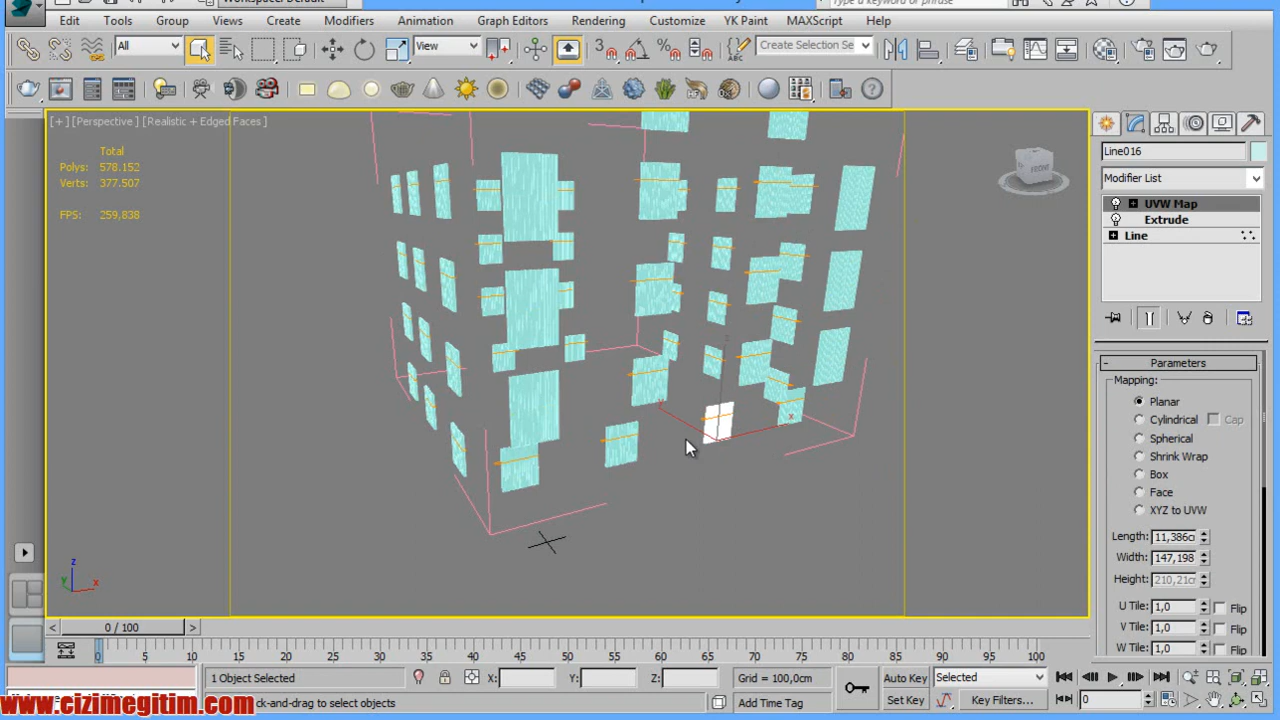 Edit Tools Group Views Create Modifiers Animation Graph Editors Rendering Customize YK Paint MAXScript Help
All View 3 Create Selection Se
[+] [Perspective] [Realistic + Edged Faces ]
Total
Polys: 578.152
Verts: 377.507
FPS: 259,838
Line016
Modifier List
UVW Map
Extrude
Line
Parameters
Mapping:
Planar
Cylindrical Cap
Spherical
Shrink Wrap
Box
Face
XYZ to UVW
Length: 11,386c
Width: 147,198
Height: 210,21c
U Tile: 1,0 Flip
V Tile: 1,0 Flip
W Tile: 1,0 Flip
z
y x
x
< 0 / 100 >
0 5 10 15 20 25 30 35 40 45 50 55 60 65 70 75 80 85 90 95 100
1 Object Selected X: Y: Z: Grid = 100,0cm Auto Key Selected
ck-and-drag to select objects Add Time Tag Set Key Key Filters... 0
www.cizimegitim.com